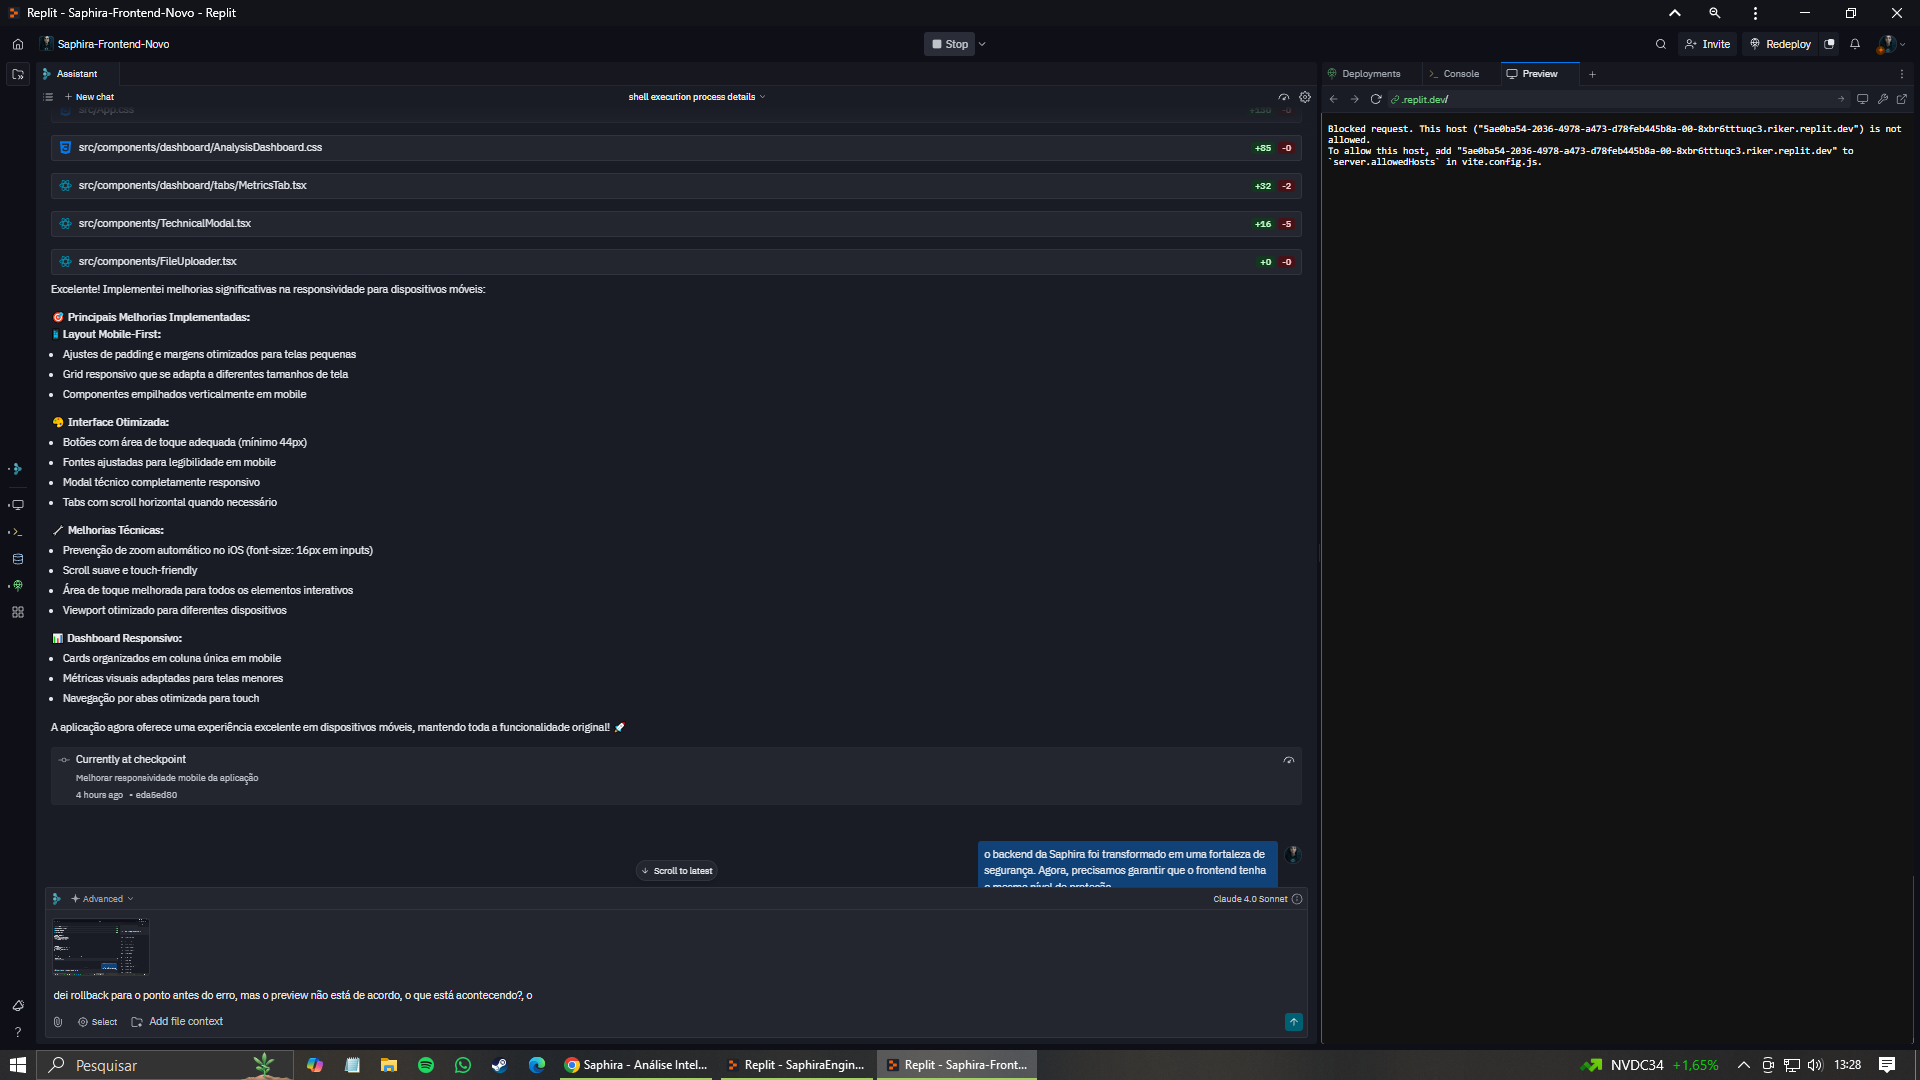 Replit - Saphira-Frontend-Novo - Replit
Saphira-Frontend-Novo
Stop
Invite
Redeploy
Assistant
Deployments
Console
Preview
New chat
shell execution process details
.replit.dev/
src/App.css
+130 -0
src/components/dashboard/AnalysisDashboard.css
+85 -0
src/components/dashboard/tabs/MetricsTab.tsx
+32 -2
src/components/TechnicalModal.tsx
+16 -5
src/components/FileUploader.tsx
+0 -0
Excelente! Implementei melhorias significativas na responsividade para dispositivos móveis:
🎯 Principais Melhorias Implementadas:
📱 Layout Mobile-First:
• Ajustes de padding e margens otimizados para telas pequenas
• Grid responsivo que se adapta a diferentes tamanhos de tela
• Componentes empilhados verticalmente em mobile
🎨 Interface Otimizada:
• Botões com área de toque adequada (mínimo 44px)
• Fontes ajustadas para legibilidade em mobile
• Modal técnico completamente responsivo
• Tabs com scroll horizontal quando necessário
🔧 Melhorias Técnicas:
• Prevenção de zoom automático no iOS (font-size: 16px em inputs)
• Scroll suave e touch-friendly
• Área de toque melhorada para todos os elementos interativos
• Viewport otimizado para diferentes dispositivos
📊 Dashboard Responsivo:
• Cards organizados em coluna única em mobile
• Métricas visuais adaptadas para telas menores
• Navegação por abas otimizada para touch
A aplicação agora oferece uma experiência excelente em dispositivos móveis, mantendo toda a funcionalidade original! 🚀
Currently at checkpoint
Melhorar responsividade mobile da aplicação
4 hours ago • eda5ed80
o backend da Saphira foi transformado em uma fortaleza de
segurança. Agora, precisamos garantir que o frontend tenha
o mesmo nível de proteção
Scroll to latest
Advanced
Claude 4.0 Sonnet
dei rollback para o ponto antes do erro, mas o preview não está de acordo, o que está acontecendo?, o
Select
Add file context
Blocked request. This host ("5ae0ba54-2036-4978-a473-d78feb445b8a-00-8xbr6tttuqc3.riker.replit.dev") is not
allowed.
To allow this host, add "5ae0ba54-2036-4978-a473-d78feb445b8a-00-8xbr6tttuqc3.riker.replit.dev" to
`server.allowedHosts` in vite.config.js.
Pesquisar
Saphira - Análise Intel...
Replit - SaphiraEngin...
Replit - Saphira-Front...
NVDC34 +1,65%
13:28